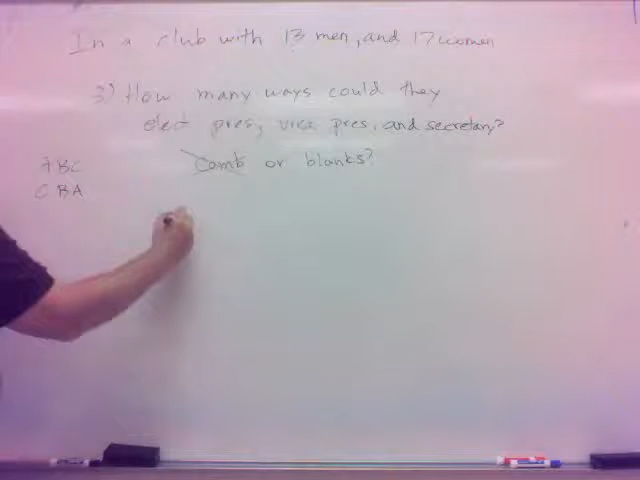 In a club with 13 men, and 17 women
3) How many ways could they
elect pres, vice pres, and secretary?
Comb or blanks?
ABC
CBA